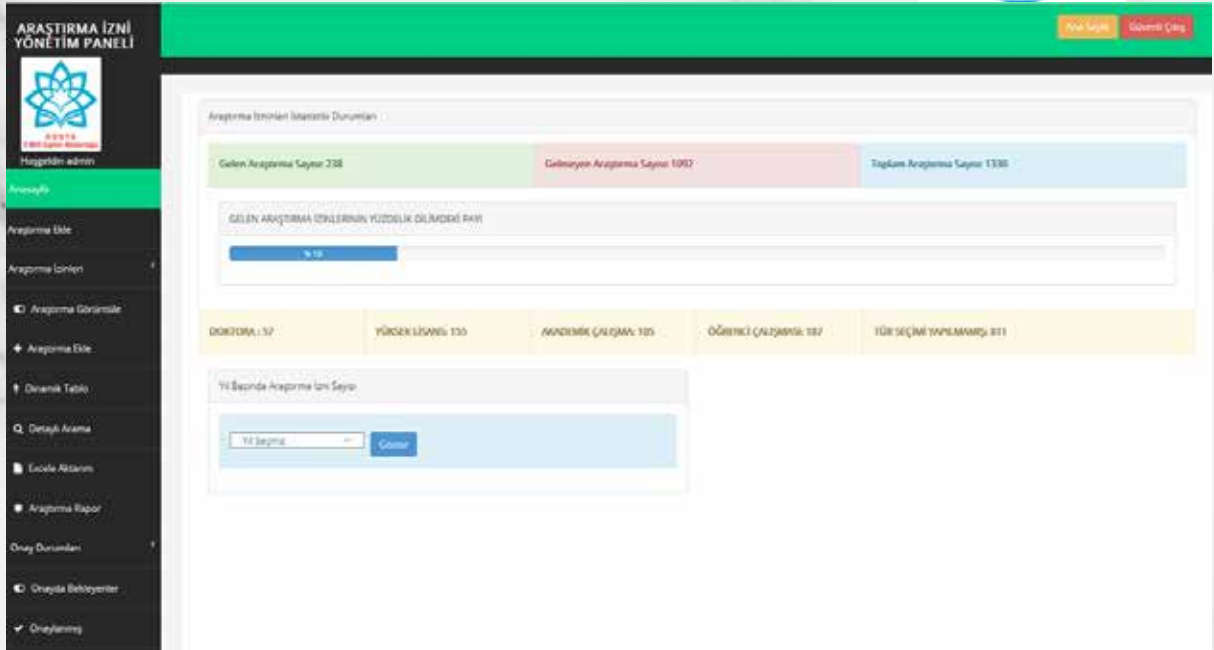 ARAŞTIRMA İZNİ
YÖNETİM PANELİ
KONYA
Hoşgeldin admin
Anasayfa
Araştırma Ekle
Araştırma İzinleri
Araştırma Görüntüle
Araştırma Ekle
Dinamik Tablo
Detaylı Arama
Excele Aktarım
Araştırma Rapor
Onay Durumları
Onayda Bekleyenler
Onaylanmış
Ana Sayfa
Güvenli Çıkış
Araştırma İzninleri İstatistik Durumları
Gelen Araştırma Sayısı: 238
Gelmeyen Araştırma Sayısı: 1092
Toplam Araştırma Sayısı: 1330
GELEN ARAŞTIRMA İZİNLERİNİN YÜZDELİK DİLİMDEKİ PAYI
% 18
DOKTORA : 57
YÜKSEK LİSANS: 155
AKADEMİK ÇALIŞMA: 105
ÖĞRENCİ ÇALIŞMASI: 187
TÜR SEÇİMİ YAPILMAMIŞ: 811
Yıl Bazında Araştırma İzni Sayısı
Yıl Seçiniz
Göster